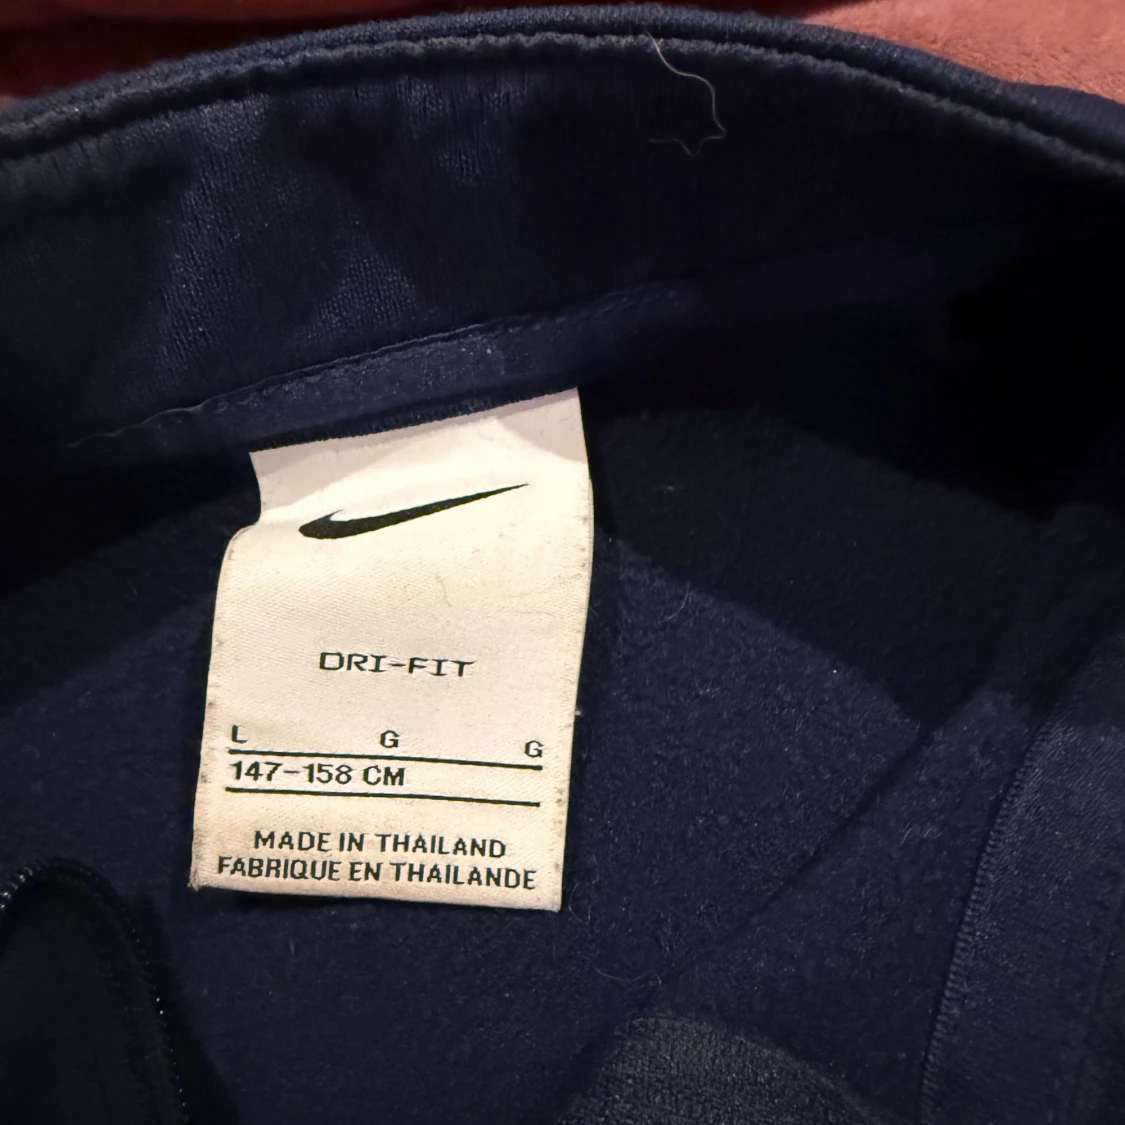 DRI-FIT
L G G
147-158 CM
MADE IN THAILAND
FABRIQUE EN THAILANDE